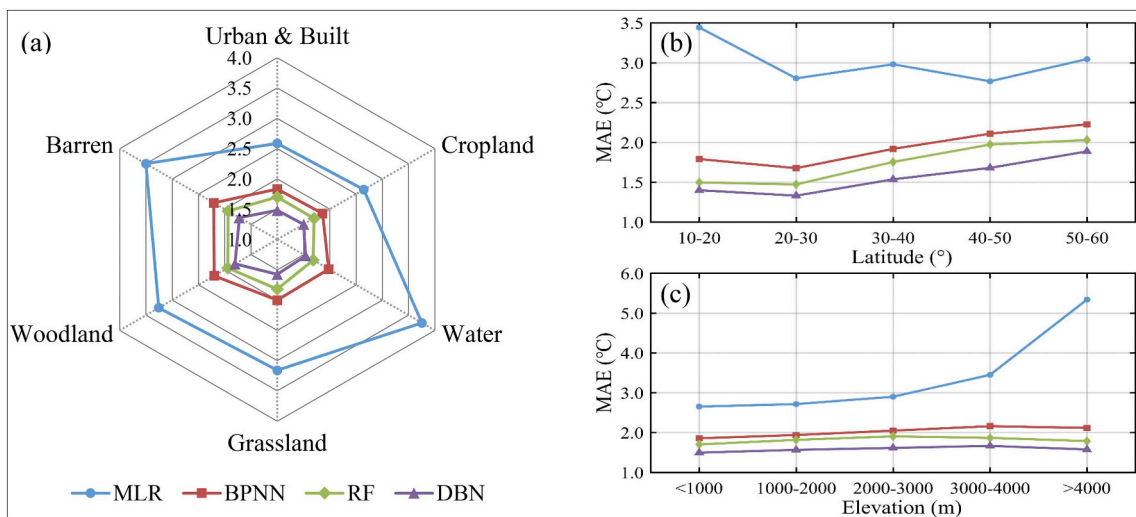 (a)
Urban & Built
4.0
3.5
3.0
2.5
2.0
1.5
1.0
Barren
Cropland
Woodland
Water
Grassland
MLR BPNN RF DBN
(b)
3.5
3.0
2.5
2.0
1.5
1.0
MAE (°C)
10-20 20-30 30-40 40-50 50-60
Latitude (°)
(c)
6.0
5.0
4.0
3.0
2.0
1.0
MAE (°C)
<1000 1000-2000 2000-3000 3000-4000 >4000
Elevation (m)